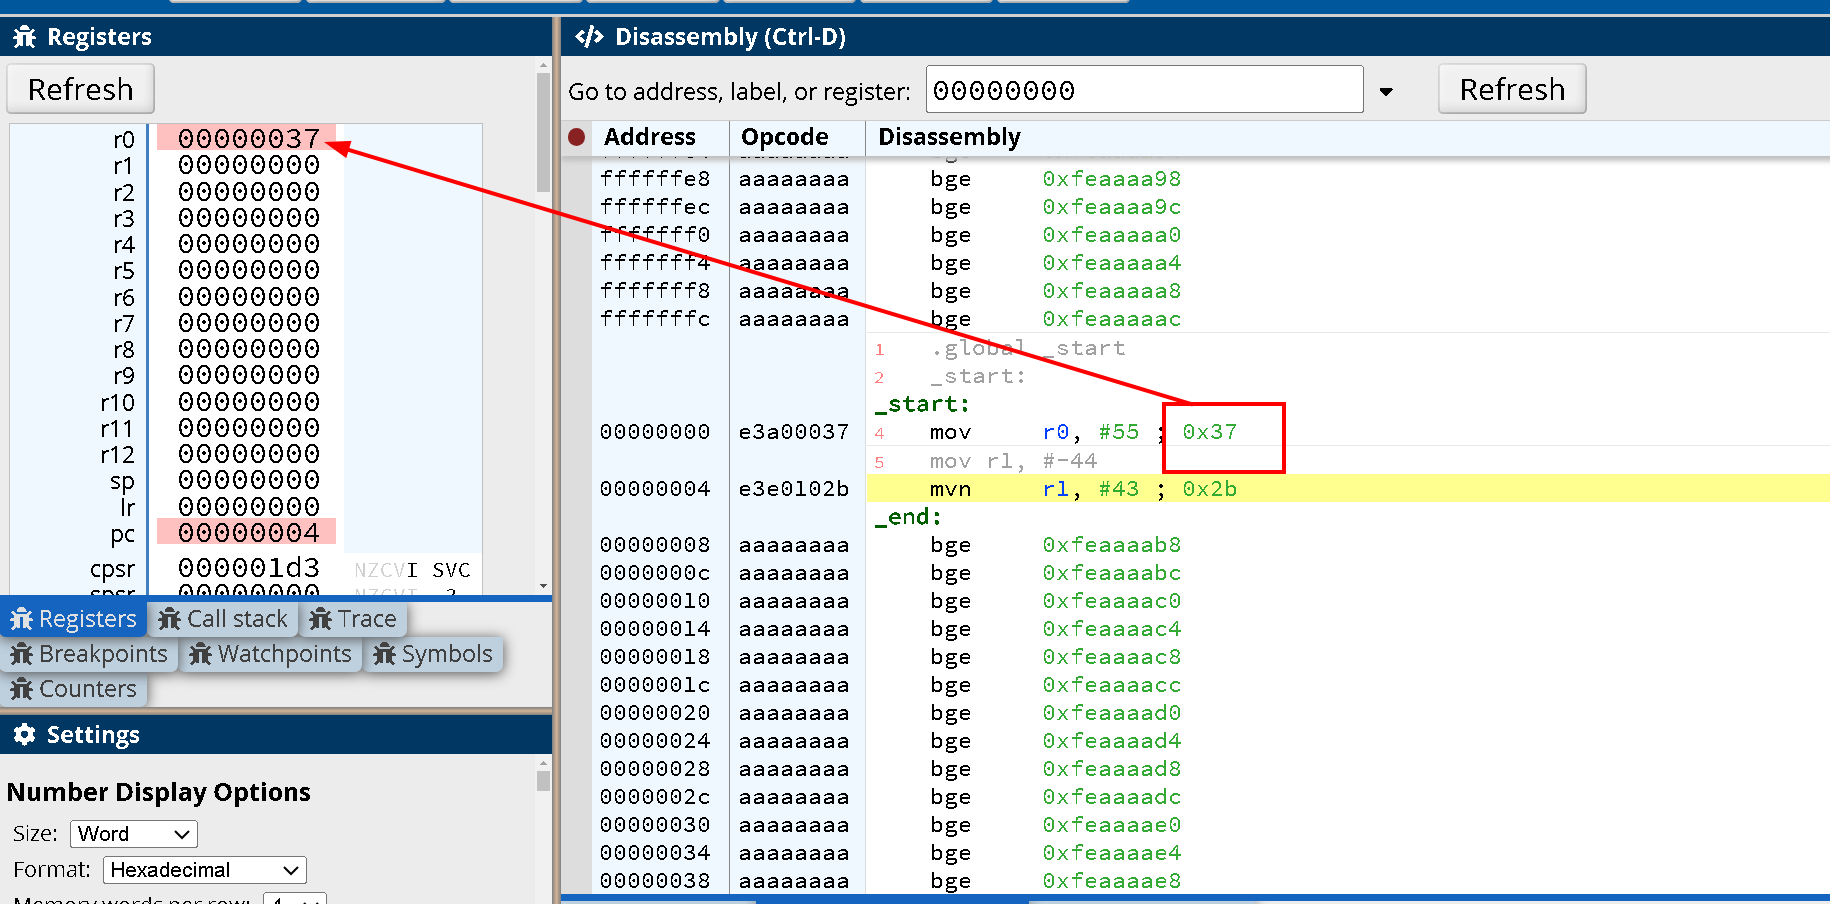 Registers
Refresh
r0 00000037
r1 00000000
r2 00000000
r3 00000000
r4 00000000
r5 00000000
r6 00000000
r7 00000000
r8 00000000
r9 00000000
r10 00000000
r11 00000000
r12 00000000
sp 00000000
lr 00000000
pc 00000004
cpsr 000001d3 NZCVI SVC
spsr 00000000 NZCVI ?
Registers Call stack Trace
Breakpoints Watchpoints Symbols
Counters
Settings
Number Display Options
Size: Word
Format: Hexadecimal
Memory words per row: 4
Disassembly (Ctrl-D)
Go to address, label, or register: 00000000 Refresh
Address Opcode Disassembly
ffffffe8 aaaaaaaa bge 0xfeaaaa98
ffffffec aaaaaaaa bge 0xfeaaaa9c
fffffff0 aaaaaaaa bge 0xfeaaaaa0
fffffff4 aaaaaaaa bge 0xfeaaaaa4
fffffff8 aaaaaaaa bge 0xfeaaaaa8
fffffffc aaaaaaaa bge 0xfeaaaaac
1 .global _start
2 _start:
_start:
00000000 e3a00037 4 mov r0, #55 ; 0x37
5 mov r1, #-44
00000004 e3e0102b mvn r1, #43 ; 0x2b
_end:
00000008 aaaaaaaa bge 0xfeaaaab8
0000000c aaaaaaaa bge 0xfeaaaabc
00000010 aaaaaaaa bge 0xfeaaaac0
00000014 aaaaaaaa bge 0xfeaaaac4
00000018 aaaaaaaa bge 0xfeaaaac8
0000001c aaaaaaaa bge 0xfeaaaacc
00000020 aaaaaaaa bge 0xfeaaaad0
00000024 aaaaaaaa bge 0xfeaaaad4
00000028 aaaaaaaa bge 0xfeaaaad8
0000002c aaaaaaaa bge 0xfeaaaadc
00000030 aaaaaaaa bge 0xfeaaaae0
00000034 aaaaaaaa bge 0xfeaaaae4
00000038 aaaaaaaa bge 0xfeaaaae8